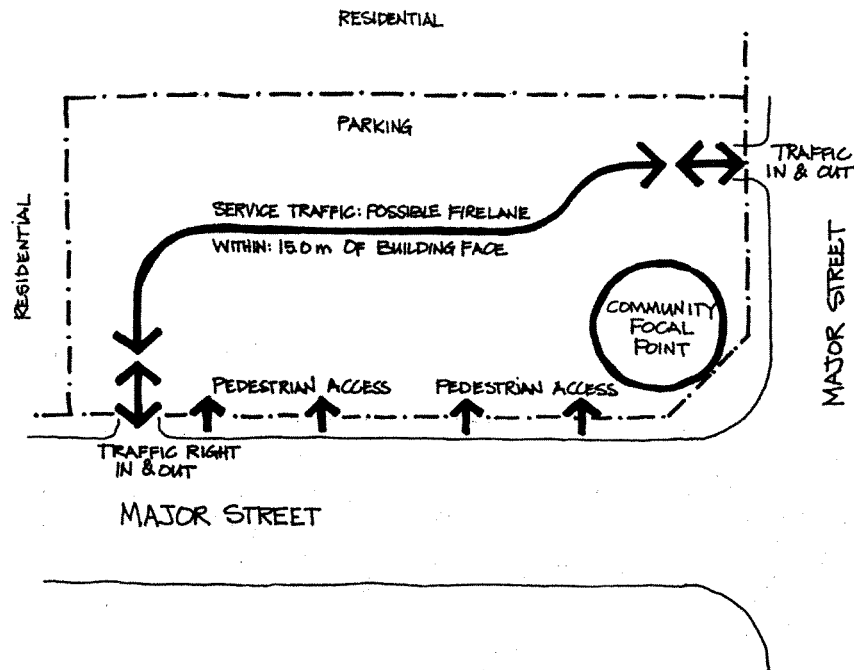 RESIDENTIAL
PARKING
TRAFFIC
IN & OUT
SERVICE TRAFFIC: POSSIBLE FIRELANE
WITHIN: 15.0 m OF BUILDING FACE
RESIDENTIAL
MAJOR STREET
COMMUNITY
FOCAL
POINT
PEDESTRIAN ACCESS
PEDESTRIAN ACCESS
TRAFFIC RIGHT
IN & OUT
MAJOR STREET